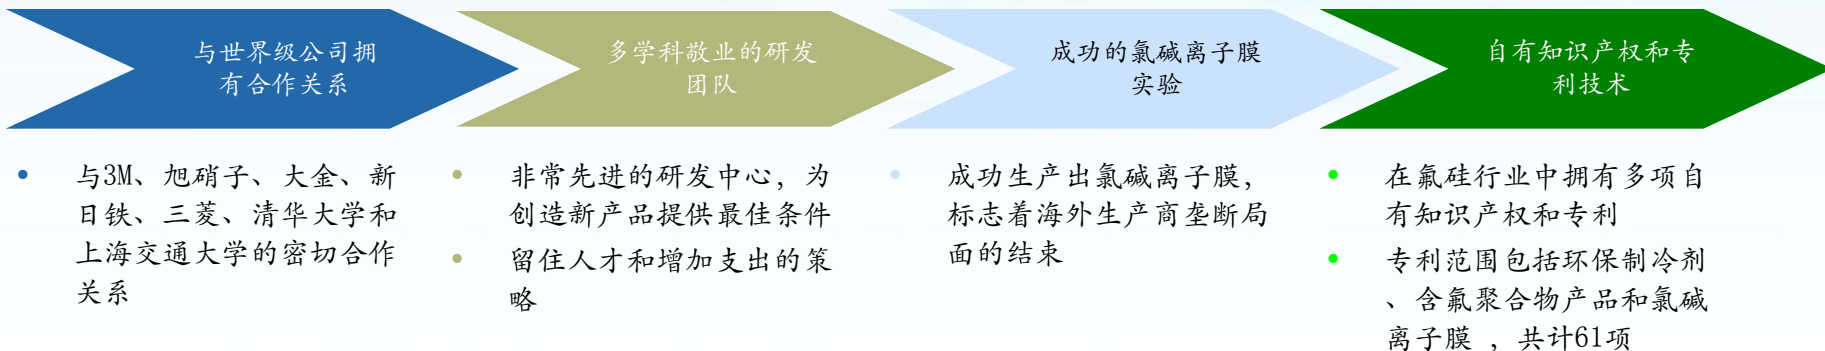 与世界级公司拥
有合作关系
多学科敬业的研发
团队
成功的氯碱离子膜
实验
自有知识产权和专
利技术
• 与3M、旭硝子、大金、新
日铁、三菱、清华大学和
上海交通大学的密切合作
关系
• 非常先进的研发中心，为
创造新产品提供最佳条件
• 留住人才和增加支出的策
略
• 成功生产出氯碱离子膜，
标志着海外生产商垄断局
面的结束
• 在氟硅行业中拥有多项自
有知识产权和专利
• 专利范围包括环保制冷剂
、含氟聚合物产品和氯碱
离子膜 ，共计61项